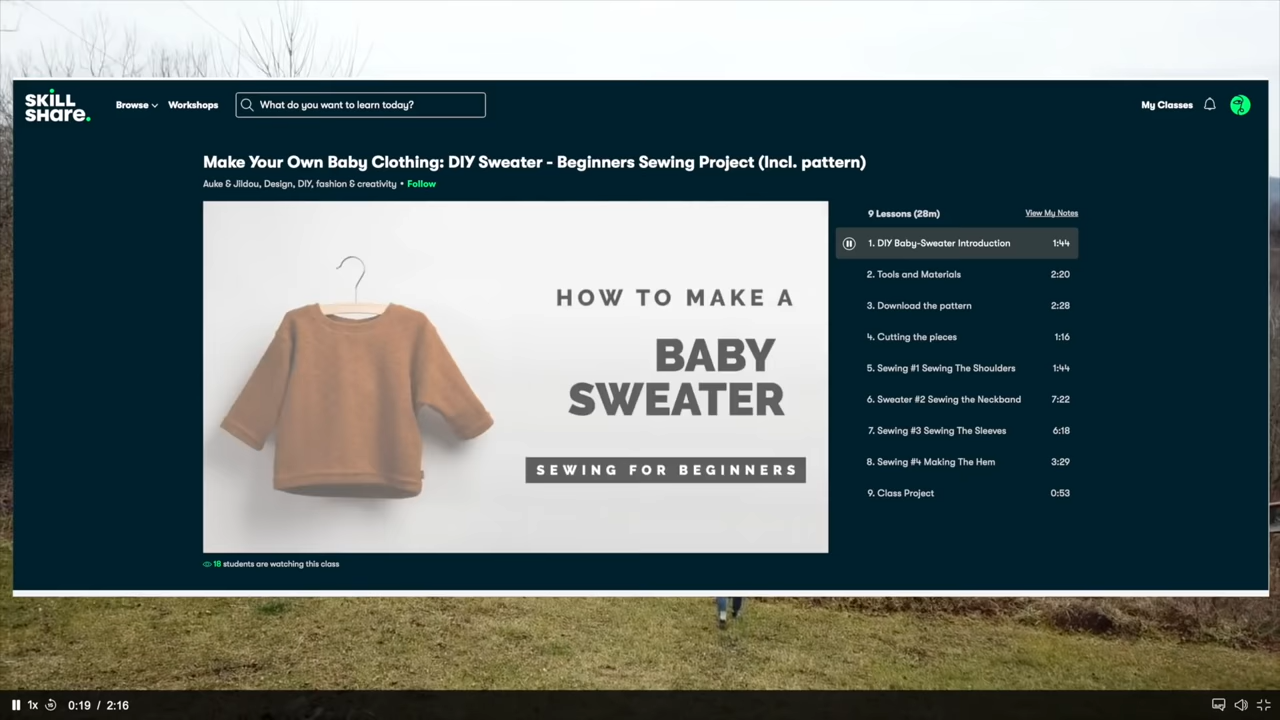 SKILL
SHARE.
Browse
Workshops
What do you want to learn today?
My Classes
Make Your Own Baby Clothing: DIY Sweater - Beginners Sewing Project (Incl. pattern)
Auke & Jildou, Design, DIY, fashion & creativity • Follow
HOW TO MAKE A
BABY
SWEATER
SEWING FOR BEGINNERS
9 Lessons (28m)
View My Notes
1. DIY Baby-Sweater Introduction 1:44
2. Tools and Materials 2:20
3. Download the pattern 2:28
4. Cutting the pieces 1:16
5. Sewing #1 Sewing The Shoulders 1:44
6. Sweater #2 Sewing the Neckband 7:22
7. Sewing #3 Sewing The Sleeves 6:18
8. Sewing #4 Making The Hem 3:29
9. Class Project 0:53
18 students are watching this class
1x
15
0:19 / 2:16